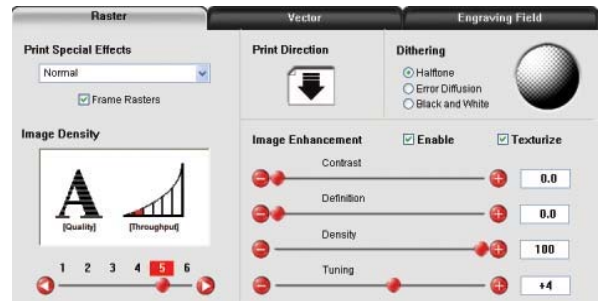 Raster
Vector
Engraving Field
Print Special Effects
Normal
Frame Rasters
Image Density
A
[Quality]
[Throughput]
1 2 3 4 5 6
Print Direction
Dithering
Halftone
Error Diffusion
Black and White
Image Enhancement
Enable
Texturize
Contrast
0.0
Definition
0.0
Density
100
Tuning
+4